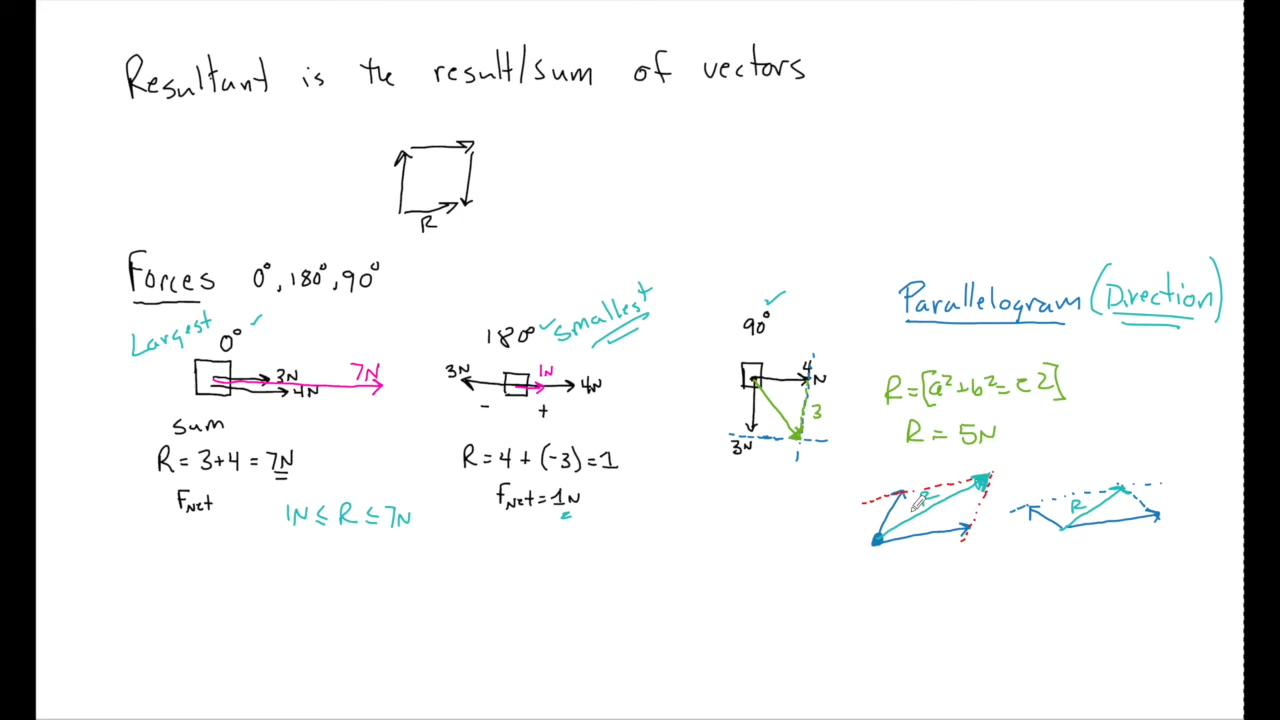 Resultant is the result/sum of vectors
R
Forces 0°, 180°, 90°
Largest
0°
3N
4N
7N
sum
R = 3+4 = 7N
FNet
1N ≤ R ≤ 7N
180°
smallest
3N
1N
4N
-
+
R = 4 + (-3) = 1
fNet = 1N
90°
4
N
3
3N
Parallelogram (Direction)
R = [a²+b² = c2]
R = 5N
R
R